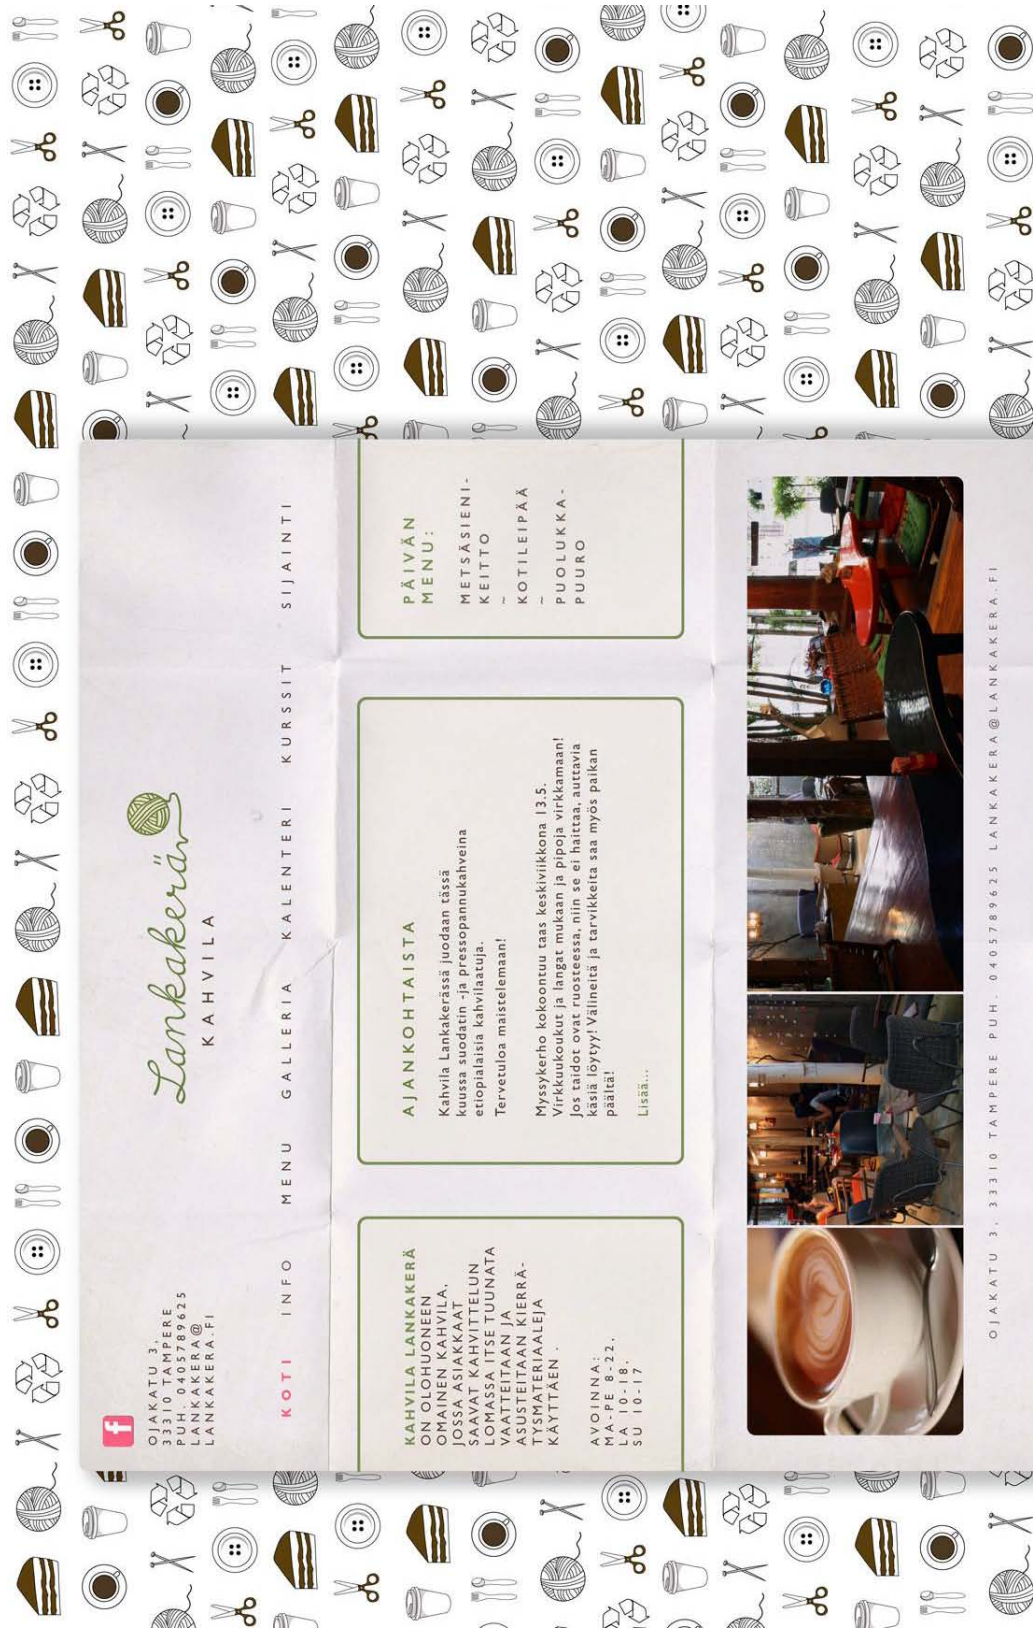 f
OJAKATU 3,
33310 TAMPERE
PUH. 0405789625
LANKAKERA@
LANKAKERA.FI
Lankakerä
KAHVILA
KOTI INFO MENU GALLERIA KALENTERI KURSSIT SIJAINTI
KAHVILA LANKAKERÄ
ON OLOHUONEEN
OMAINEN KAHVILA,
JOSSA ASIAKKAAT
SAAVAT KAHVITTELUN
LOMASSA ITSE TUUNATA
VAATTEITAAN JA
ASUSTEITAAN KIERRÄ-
TYSMATERIAALEJA
KÄYTTÄEN .
AVOINNA:
MA-PE 8-22,
LA 10-18,
SU 10-17
AJANKOHTAISTA
Kahvila Lankakerässä juodaan tässä
kuussa suodatin -ja pressopannukahveina
etiopialaisia kahvilaatuja.
Tervetuloa maistelemaan!
Myssykerho kokoontuu taas keskiviikkona 13.5.
Virkkuukoukut ja langat mukaan ja pipoja virkkamaan!
Jos taidot ovat ruosteessa, niin se ei haittaa, auttavia
käsiä löytyy! Välineitä ja tarvikkeita saa myös paikan
päältä!
Lisää...
PÄIVÄN
MENU:
METSÄSIENI-
KEITTO
~
KOTILEIPÄÄ
~
PUOLUKKA-
PUURO
OJAKATU 3, 33310 TAMPERE PUH. 0405789625 LANKAKERA@LANKAKERA.FI